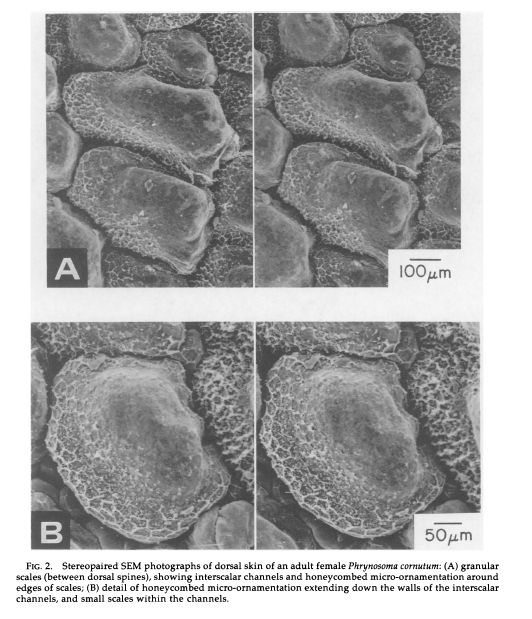 A
100μm
B
50μm
FIG. 2. Stereopaired SEM photographs of dorsal skin of an adult female Phrynosoma cornutum: (A) granular
scales (between dorsal spines), showing interscalar channels and honeycombed micro-ornamentation around
edges of scales; (B) detail of honeycombed micro-ornamentation extending down the walls of the interscalar
channels, and small scales within the channels.